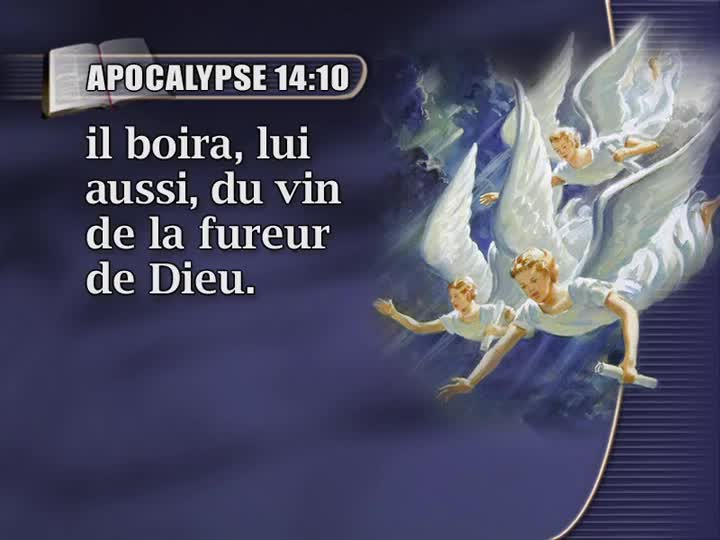 APOCALYPSE 14:10
il boira, lui
aussi, du vin
de la fureur
de Dieu.